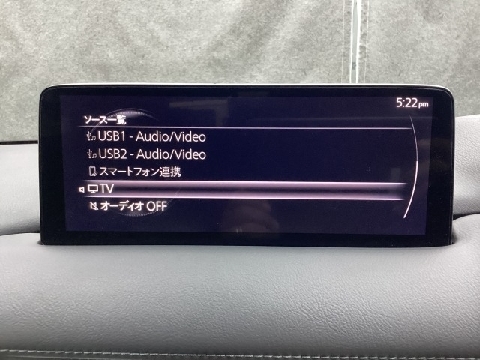 5:22pm
ソース一覧
USB1 - Audio/Video
USB2 - Audio/Video
スマートフォン連携
TV
オーディオ OFF